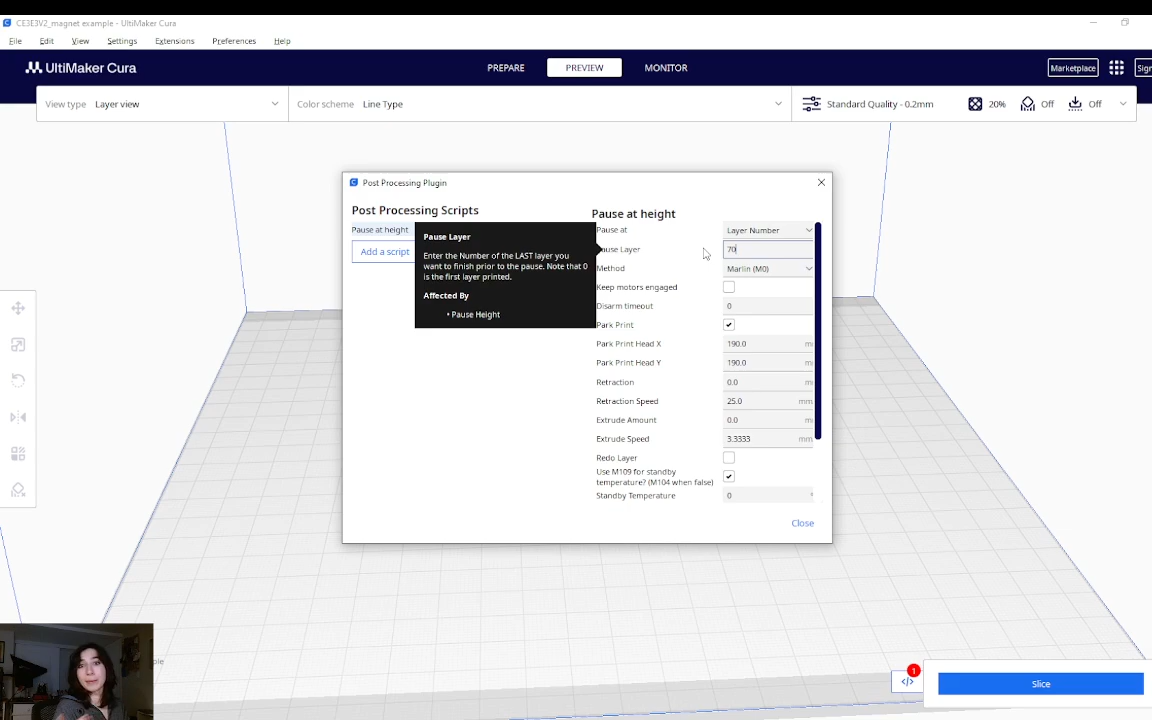 CE3E3V2_magnet example - UltiMaker Cura
File Edit View Settings Extensions Preferences Help
UltiMaker Cura PREPARE PREVIEW MONITOR Marketplace
View type Layer view Color scheme Line Type Standard Quality - 0.2mm 20% Off Off
Post Processing Plugin
Post Processing Scripts
Pause at height
Add a script
Pause Layer
Enter the Number of the LAST layer you
want to finish prior to the pause. Note that 0
is the first layer printed.
Affected By
• Pause Height
Pause at height
Pause at Layer Number
ause Layer 70
Method Marlin (M0)
Keep motors engaged
Disarm timeout 0
Park Print
Park Print Head X 190.0 m
Park Print Head Y 190.0 m
Retraction 0.0 m
Retraction Speed 25.0 mm
Extrude Amount 0.0 m
Extrude Speed 3.3333 mm
Redo Layer
Use M109 for standby
temperature? (M104 when false)
Standby Temperature 0
Close
1
</> Slice